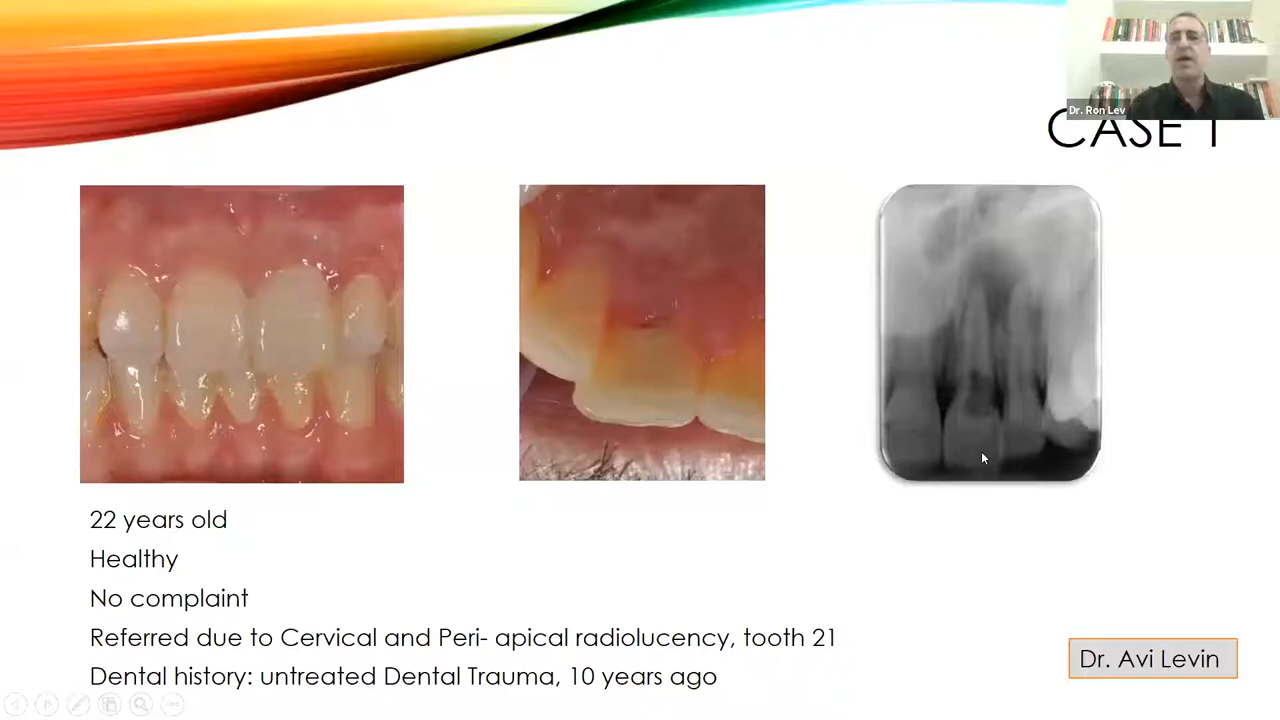 Dr. Ron Lev
CASE 1
22 years old
Healthy
No complaint
Referred due to Cervical and Peri- apical radiolucency, tooth 21
Dental history: untreated Dental Trauma, 10 years ago
Dr. Avi Levin